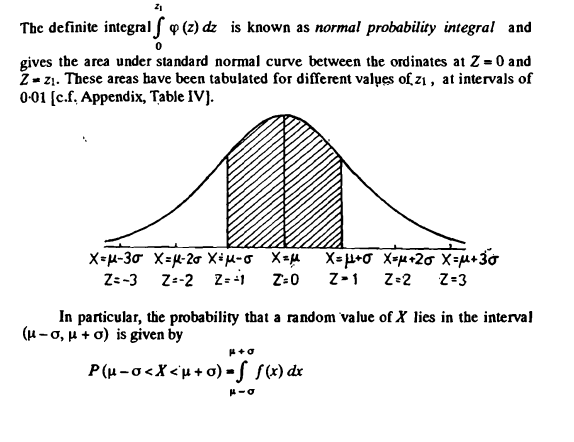 The definite integral ∫₀^{z₁} φ (z) dz is known as normal probability integral and
gives the area under standard normal curve between the ordinates at Z = 0 and
Z = z₁. These areas have been tabulated for different values of z₁ , at intervals of
0·01 [c.f. Appendix, Table IV].
X=μ-3σ X=μ-2σ X=μ-σ X=μ X=μ+σ X=μ+2σ X=μ+3σ
Z=-3 Z=-2 Z=-1 Z=0 Z=1 Z=2 Z=3
In particular, the probability that a random value of X lies in the interval
(μ – σ, μ + σ) is given by
P (μ – σ < X < μ + σ) = ∫_{μ – σ}^{μ + σ} f (x) dx